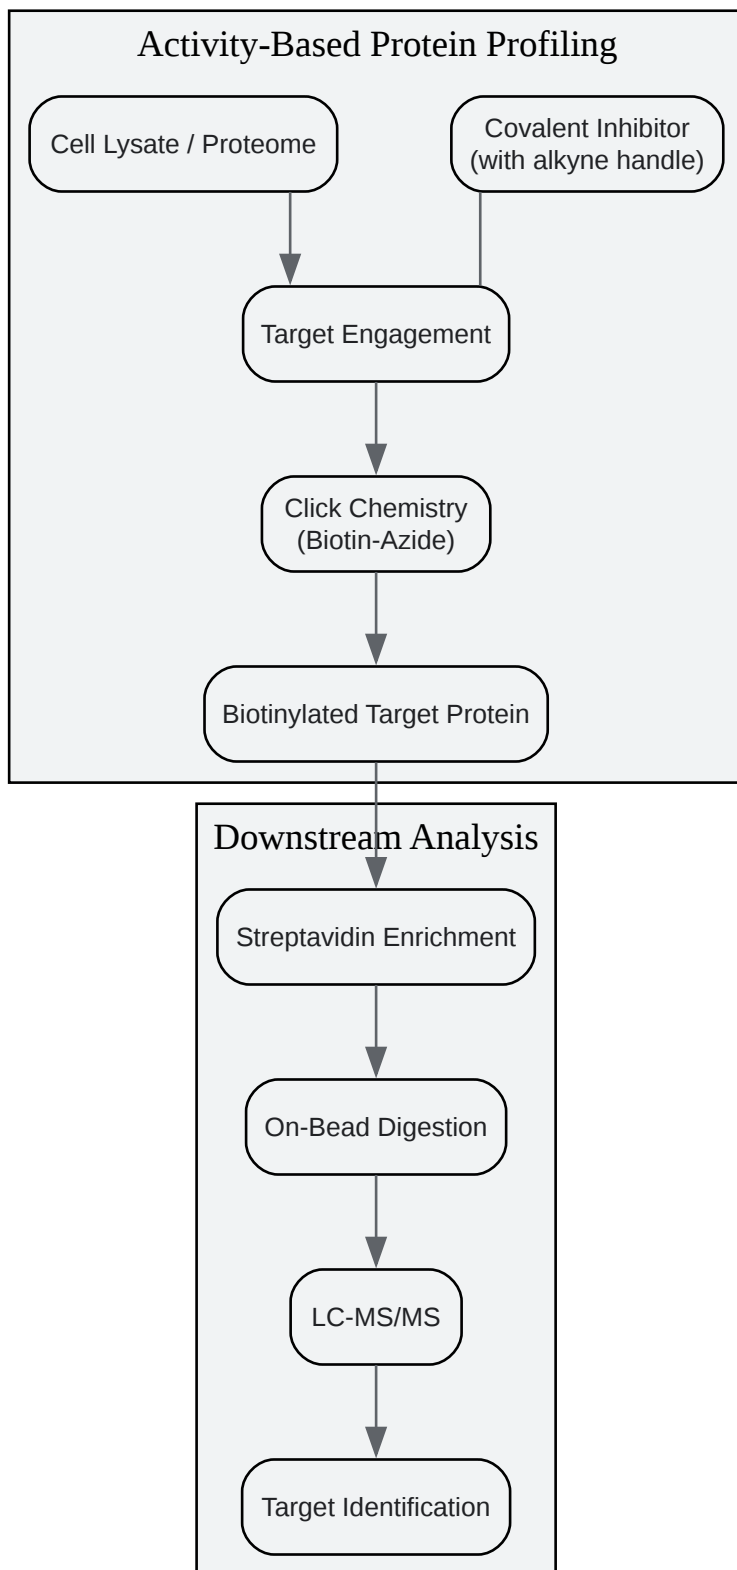 Activity-Based Protein Profiling
Cell Lysate / Proteome
Covalent Inhibitor
(with alkyne handle)
Target Engagement
Click Chemistry
(Biotin-Azide)
Biotinylated Target Protein
Downstream Analysis
Streptavidin Enrichment
On-Bead Digestion
LC-MS/MS
Target Identification